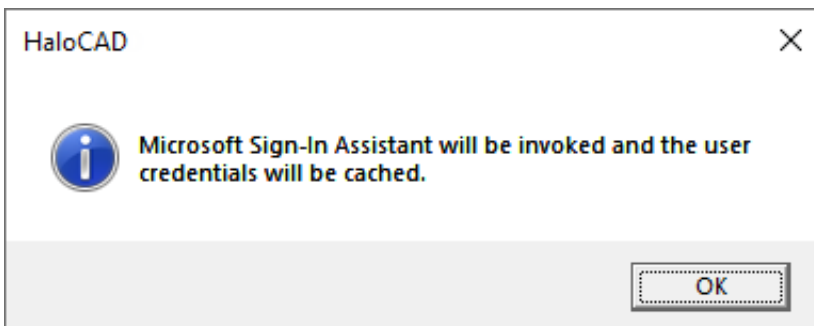 HaloCAD
Microsoft Sign-In Assistant will be invoked and the user
credentials will be cached.
OK